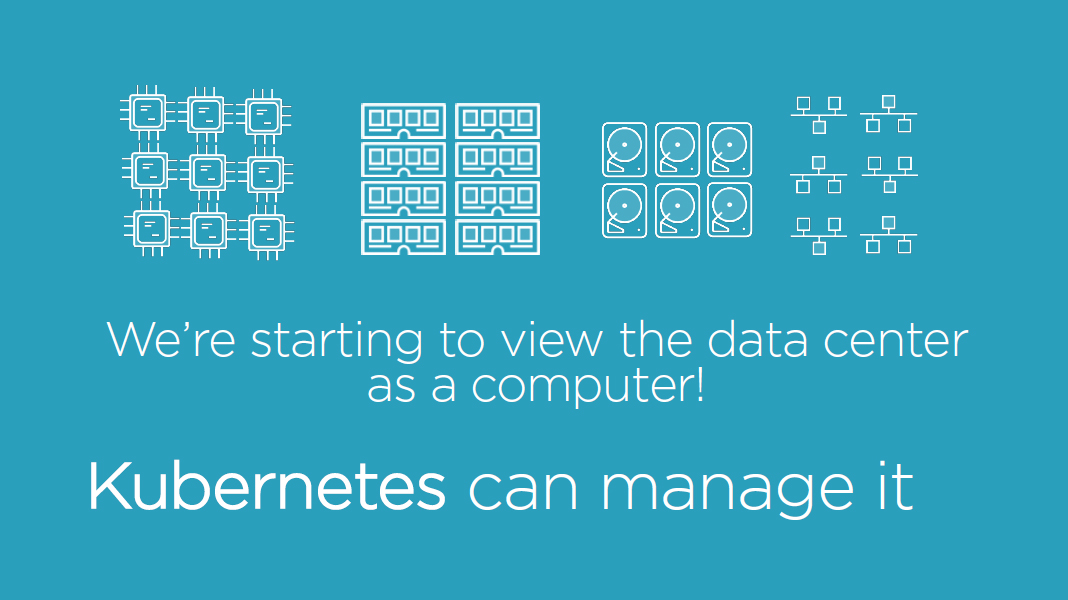 We’re starting to view the data center
as a computer!
Kubernetes can manage it